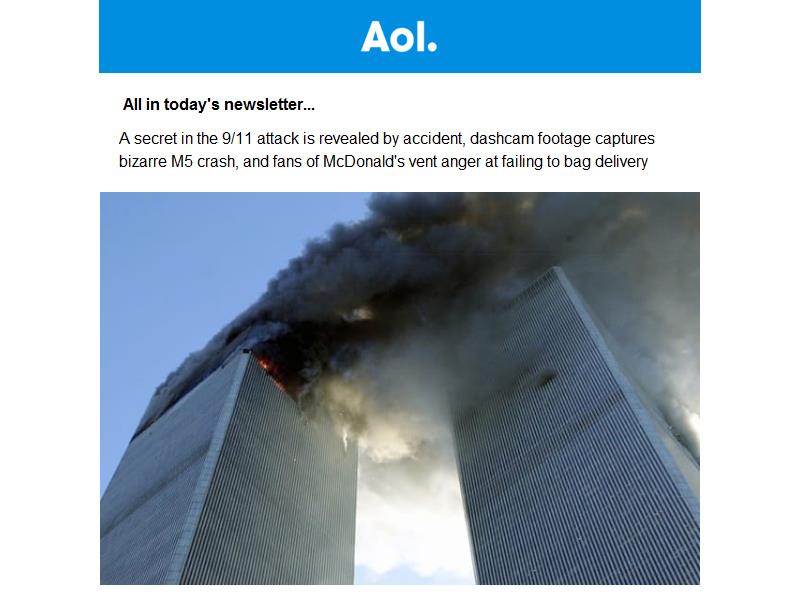 Aol.
All in today's newsletter...
A secret in the 9/11 attack is revealed by accident, dashcam footage captures
bizarre M5 crash, and fans of McDonald's vent anger at failing to bag delivery